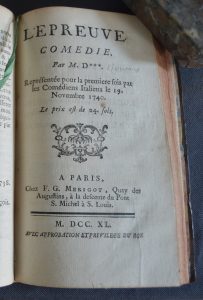 LEPREUVE
COMEDIE.
Par M. D***.
Représentée pour la premiere fois par
les Comédiens Italiens le 19.
Novembre 1740.
Le prix est de 24. sols.
A PARIS,
Chez F. G. MERIGOT, Quay des
Augustins, à la descente du Pont
S. Michel à S. Louis.
M. DCC. XL.
AVEC APPROBATION ET PRIVILEGE DU ROY.